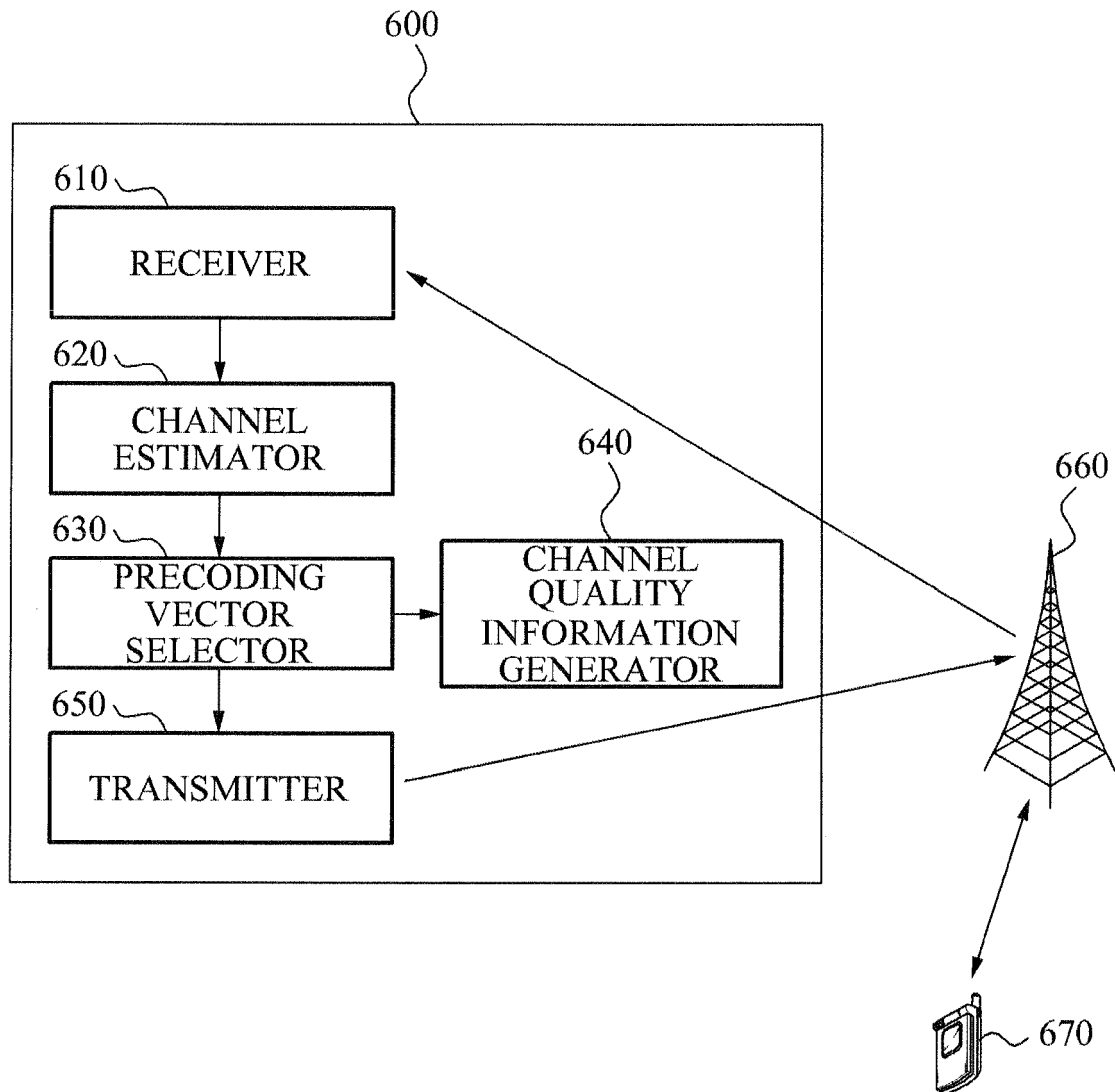 600
610
RECEIVER
620
CHANNEL
ESTIMATOR
640
660
630
PRECODING
VECTOR
SELECTOR
CHANNEL
QUALITY
INFORMATION
GENERATOR
650
TRANSMITTER
670